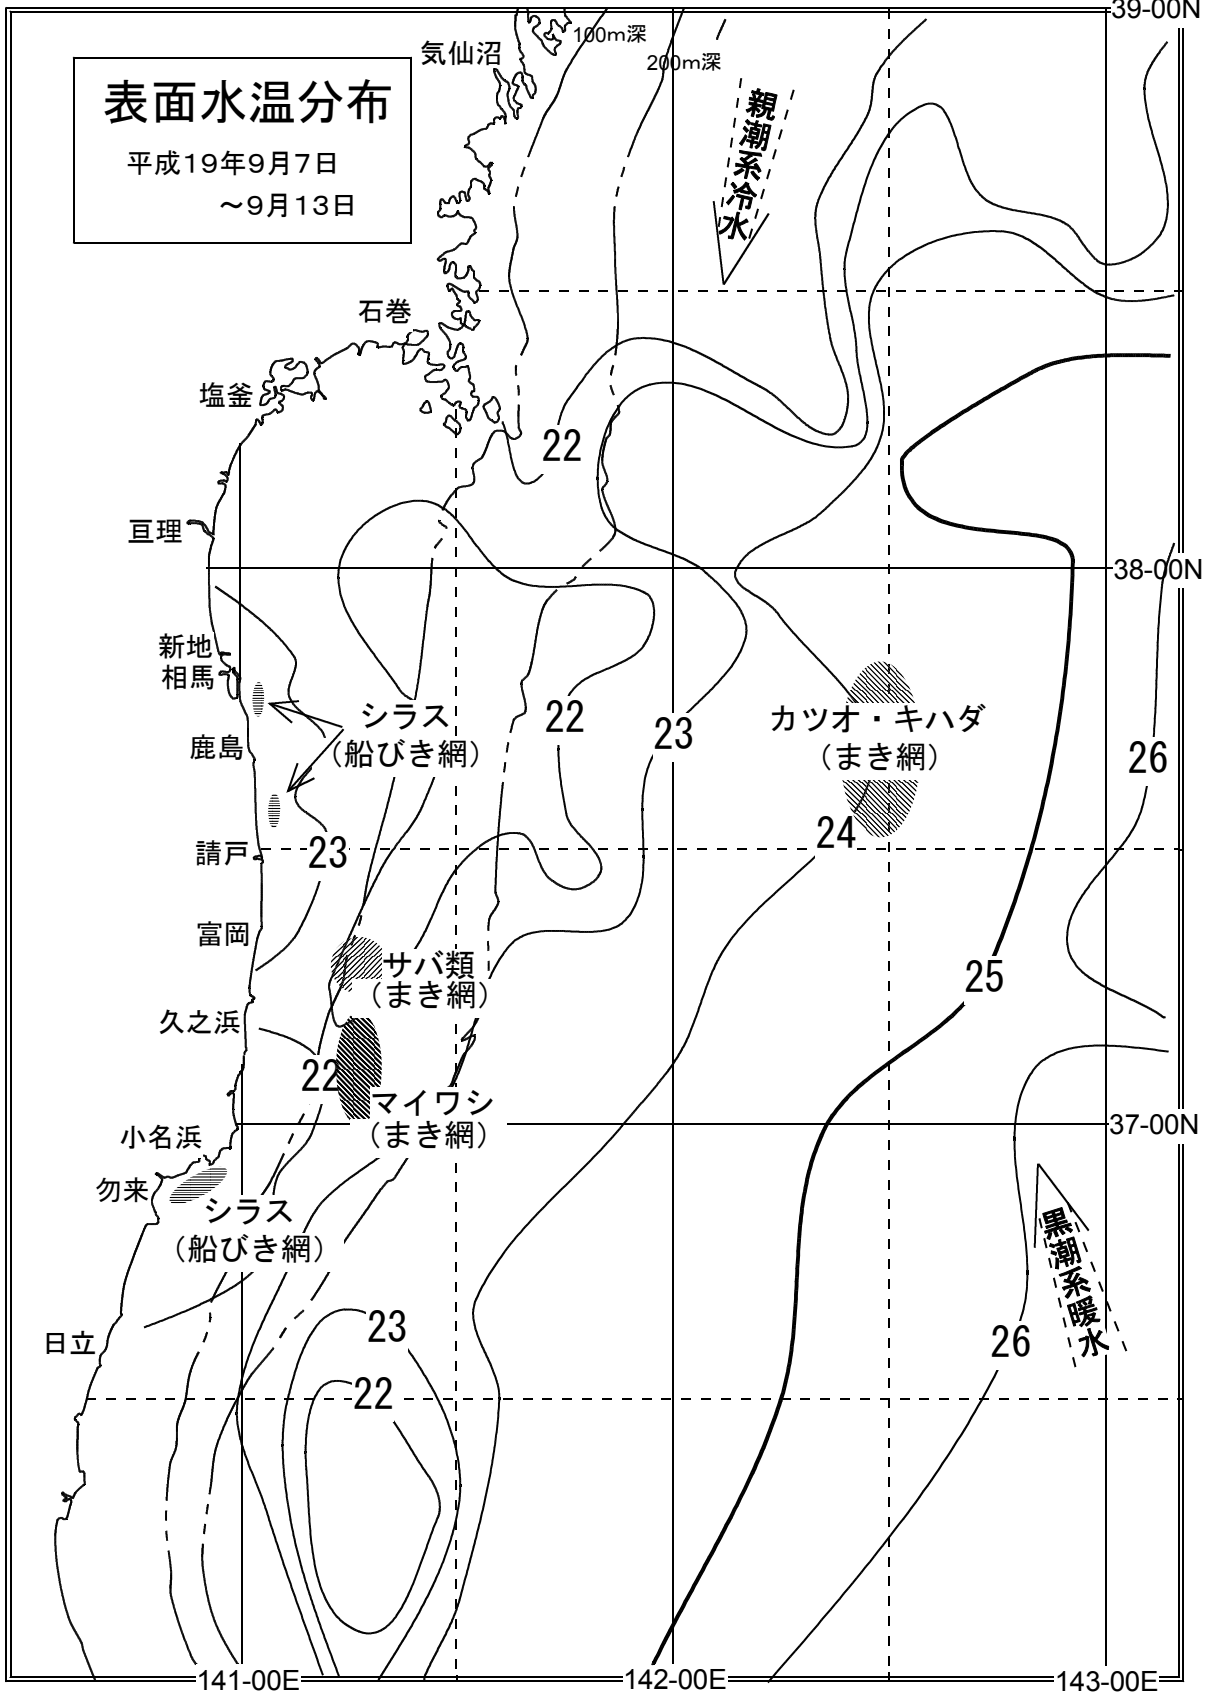 39-00N
100m深
気仙沼
200m深
表面水温分布
平成19年9月7日
～9月13日
親潮系冷水
石巻
塩釜
22
亘理
38-00N
新地
相馬
シラス
(船びき網)
22
23
カツオ・キハダ
(まき網)
26
鹿島
24
請戸
23
富岡
サバ類
(まき網)
25
久之浜
22
マイワシ
(まき網)
37-00N
小名浜
勿来
シラス
(船びき網)
黒潮系暖水
23
日立
26
22
141-00E
142-00E
143-00E